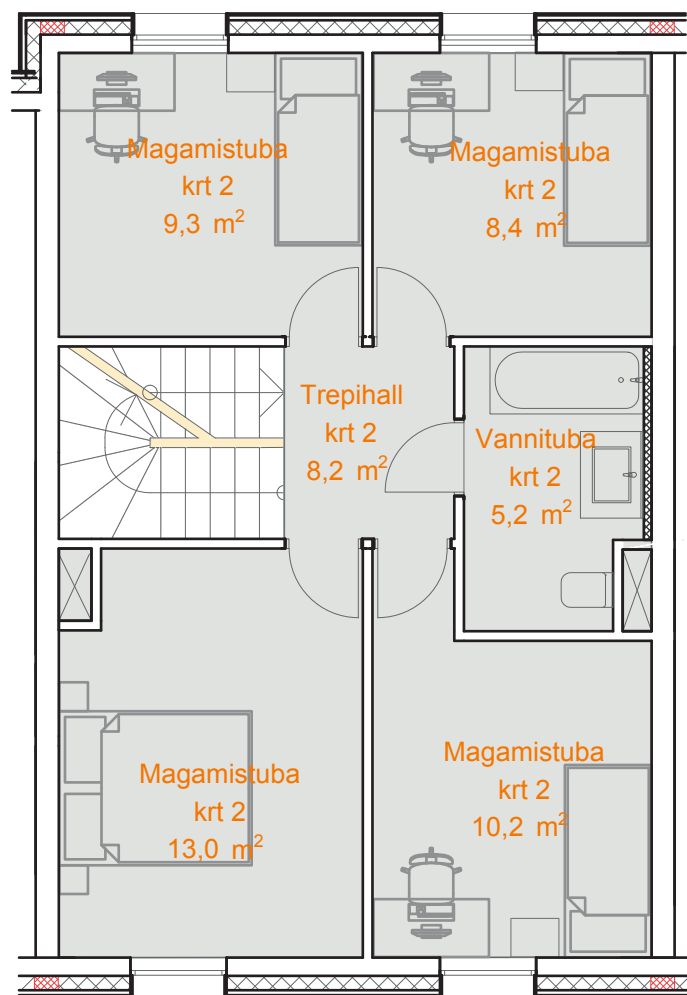 Magamistuba
krt 2
9,3 m²
Magamistuba
krt 2
8,4 m²
Trepihall
krt 2
8,2 m²
Vannituba
krt 2
5,2 m²
Magamistuba
krt 2
13,0 m²
Magamistuba
krt 2
10,2 m²